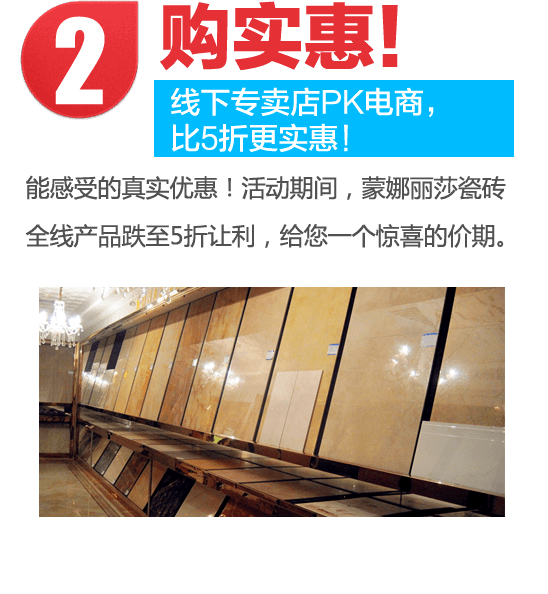 2
购实惠!
线下专卖店PK电商，
比5折更实惠!
能感受的真实优惠！活动期间，蒙娜丽莎瓷砖
全线产品跌至5折让利，给您一个惊喜的价期。